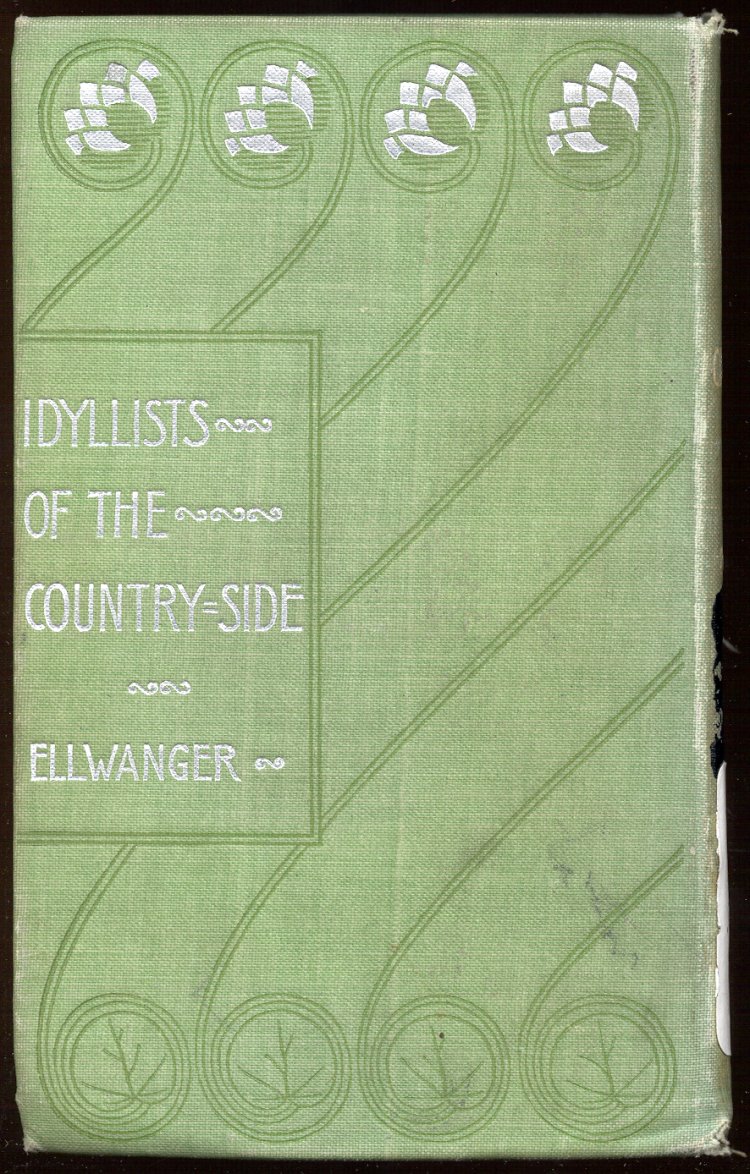 IDYLLISTS
OF THE
COUNTRY=SIDE
ELLWANGER